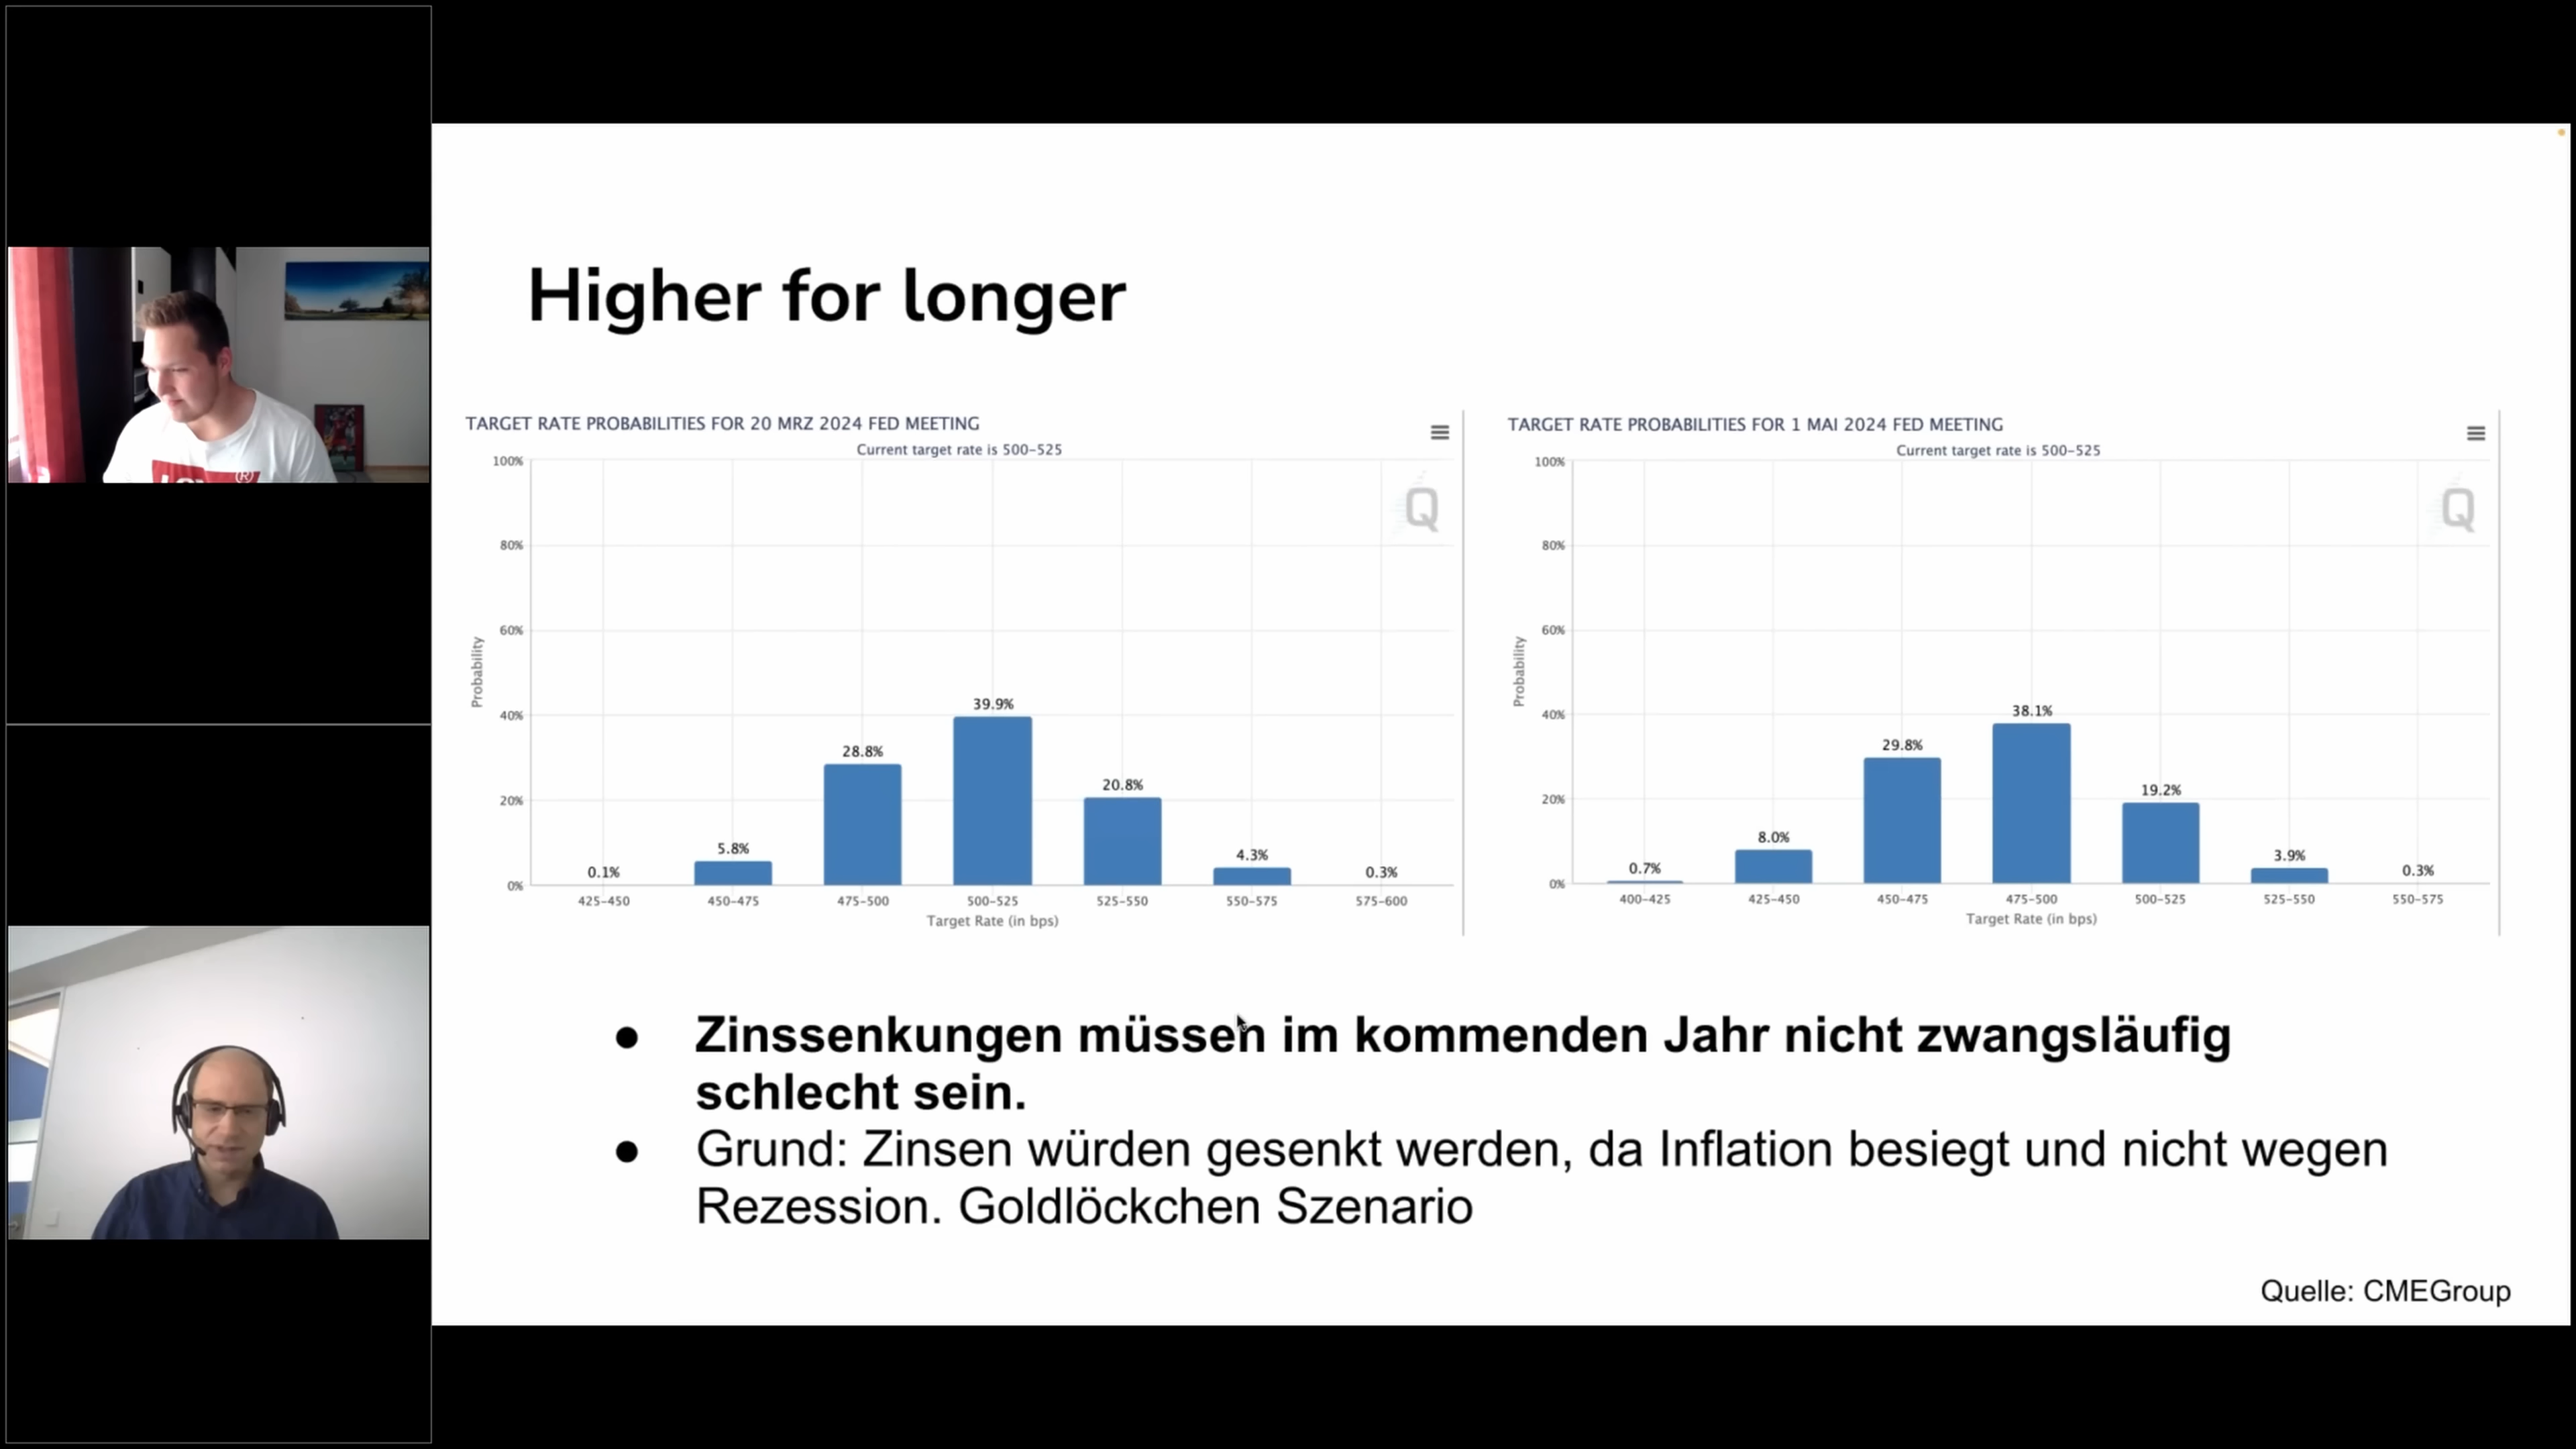 Higher for longer
TARGET RATE PROBABILITIES FOR 20 MRZ 2024 FED MEETING
Current target rate is 500–525
100%
80%
60%
40%
20%
0%
Probability
0.1%
5.8%
28.8%
39.9%
20.8%
4.3%
0.3%
425–450
450–475
475–500
500–525
525–550
550–575
575–600
Target Rate (in bps)
Q
TARGET RATE PROBABILITIES FOR 1 MAI 2024 FED MEETING
Current target rate is 500–525
100%
80%
60%
40%
20%
0%
Probability
0.7%
8.0%
29.8%
38.1%
19.2%
3.9%
0.3%
400–425
425–450
450–475
475–500
500–525
525–550
550–575
Target Rate (in bps)
Q
● Zinssenkungen müssen im kommenden Jahr nicht zwangsläufig
schlecht sein.
● Grund: Zinsen würden gesenkt werden, da Inflation besiegt und nicht wegen
Rezession. Goldlöckchen Szenario
Quelle: CMEGroup